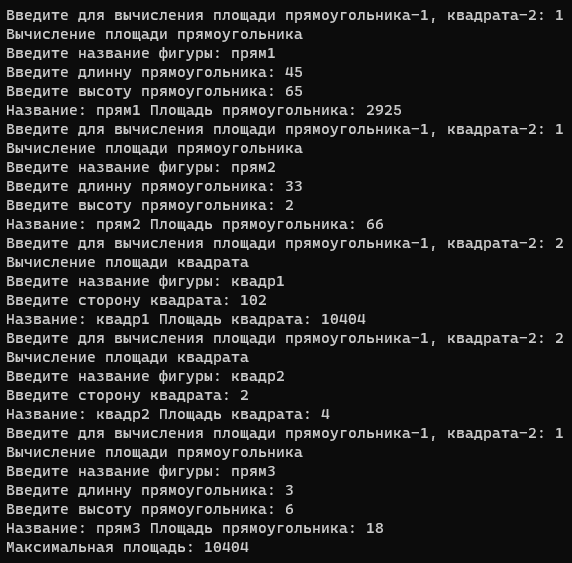 Введите для вычисления площади прямоугольника-1, квадрата-2: 1
Вычисление площади прямоугольника
Введите название фигуры: прям1
Введите длинну прямоугольника: 45
Введите высоту прямоугольника: 65
Название: прям1 Площадь прямоугольника: 2925
Введите для вычисления площади прямоугольника-1, квадрата-2: 1
Вычисление площади прямоугольника
Введите название фигуры: прям2
Введите длинну прямоугольника: 33
Введите высоту прямоугольника: 2
Название: прям2 Площадь прямоугольника: 66
Введите для вычисления площади прямоугольника-1, квадрата-2: 2
Вычисление площади квадрата
Введите название фигуры: квадр1
Введите сторону квадрата: 102
Название: квадр1 Площадь квадрата: 10404
Введите для вычисления площади прямоугольника-1, квадрата-2: 2
Вычисление площади квадрата
Введите название фигуры: квадр2
Введите сторону квадрата: 2
Название: квадр2 Площадь квадрата: 4
Введите для вычисления площади прямоугольника-1, квадрата-2: 1
Вычисление площади прямоугольника
Введите название фигуры: прям3
Введите длинну прямоугольника: 3
Введите высоту прямоугольника: 6
Название: прям3 Площадь прямоугольника: 18
Максимальная площадь: 10404